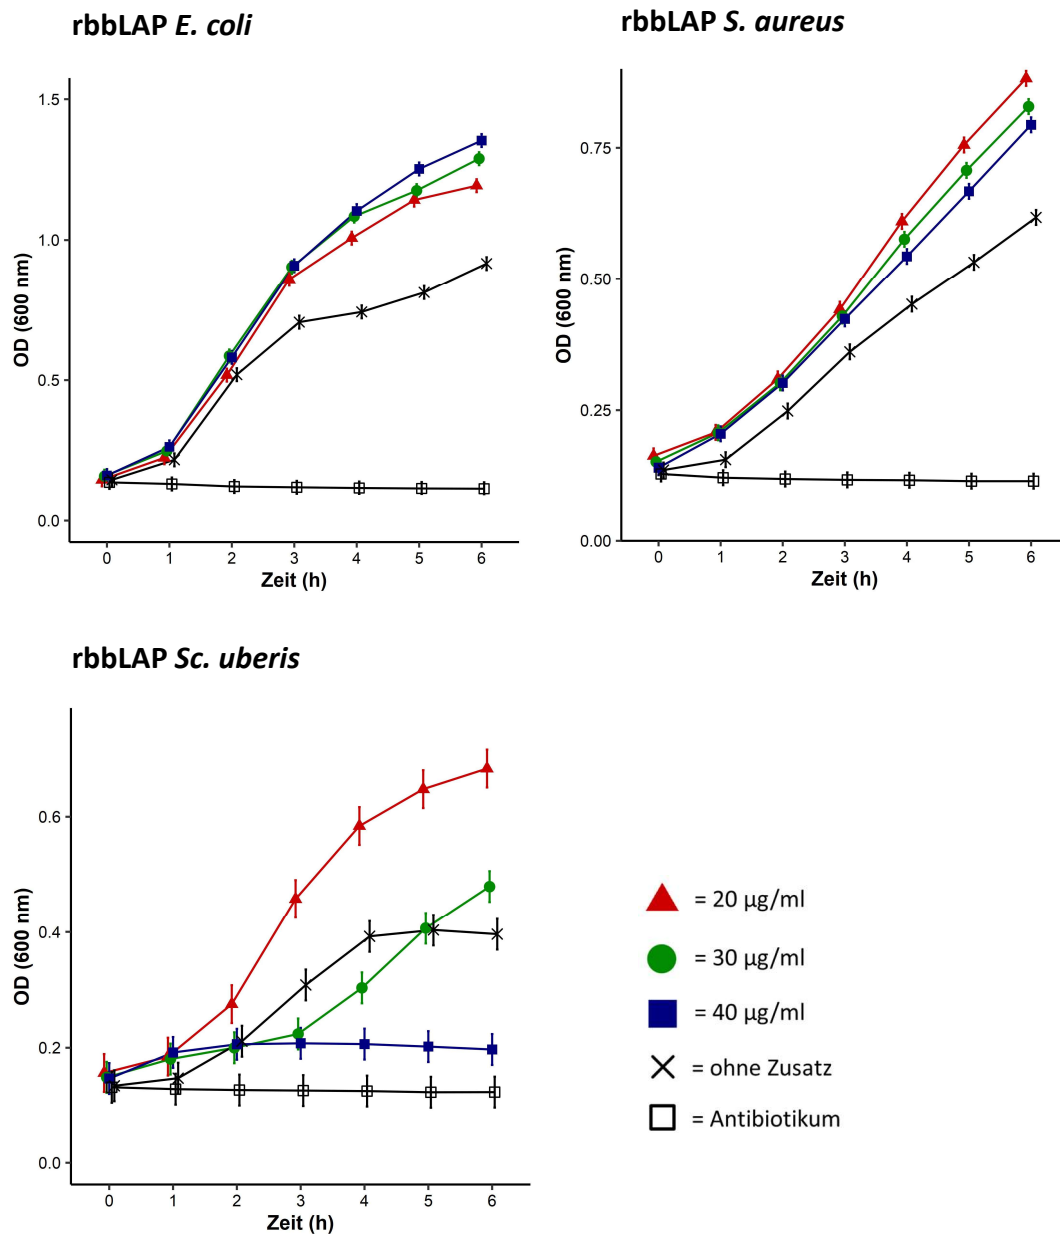 rbbLAP E. coli
1.5
1.0
0.5
0.0
OD (600 nm)
0 1 2 3 4 5 6
Zeit (h)
rbbLAP S. aureus
0.75
0.50
0.25
0.00
OD (600 nm)
0 1 2 3 4 5 6
Zeit (h)
rbbLAP Sc. uberis
0.6
0.4
0.2
0.0
OD (600 nm)
0 1 2 3 4 5 6
Zeit (h)
= 20 µg/ml
= 30 µg/ml
= 40 µg/ml
= ohne Zusatz
= Antibiotikum